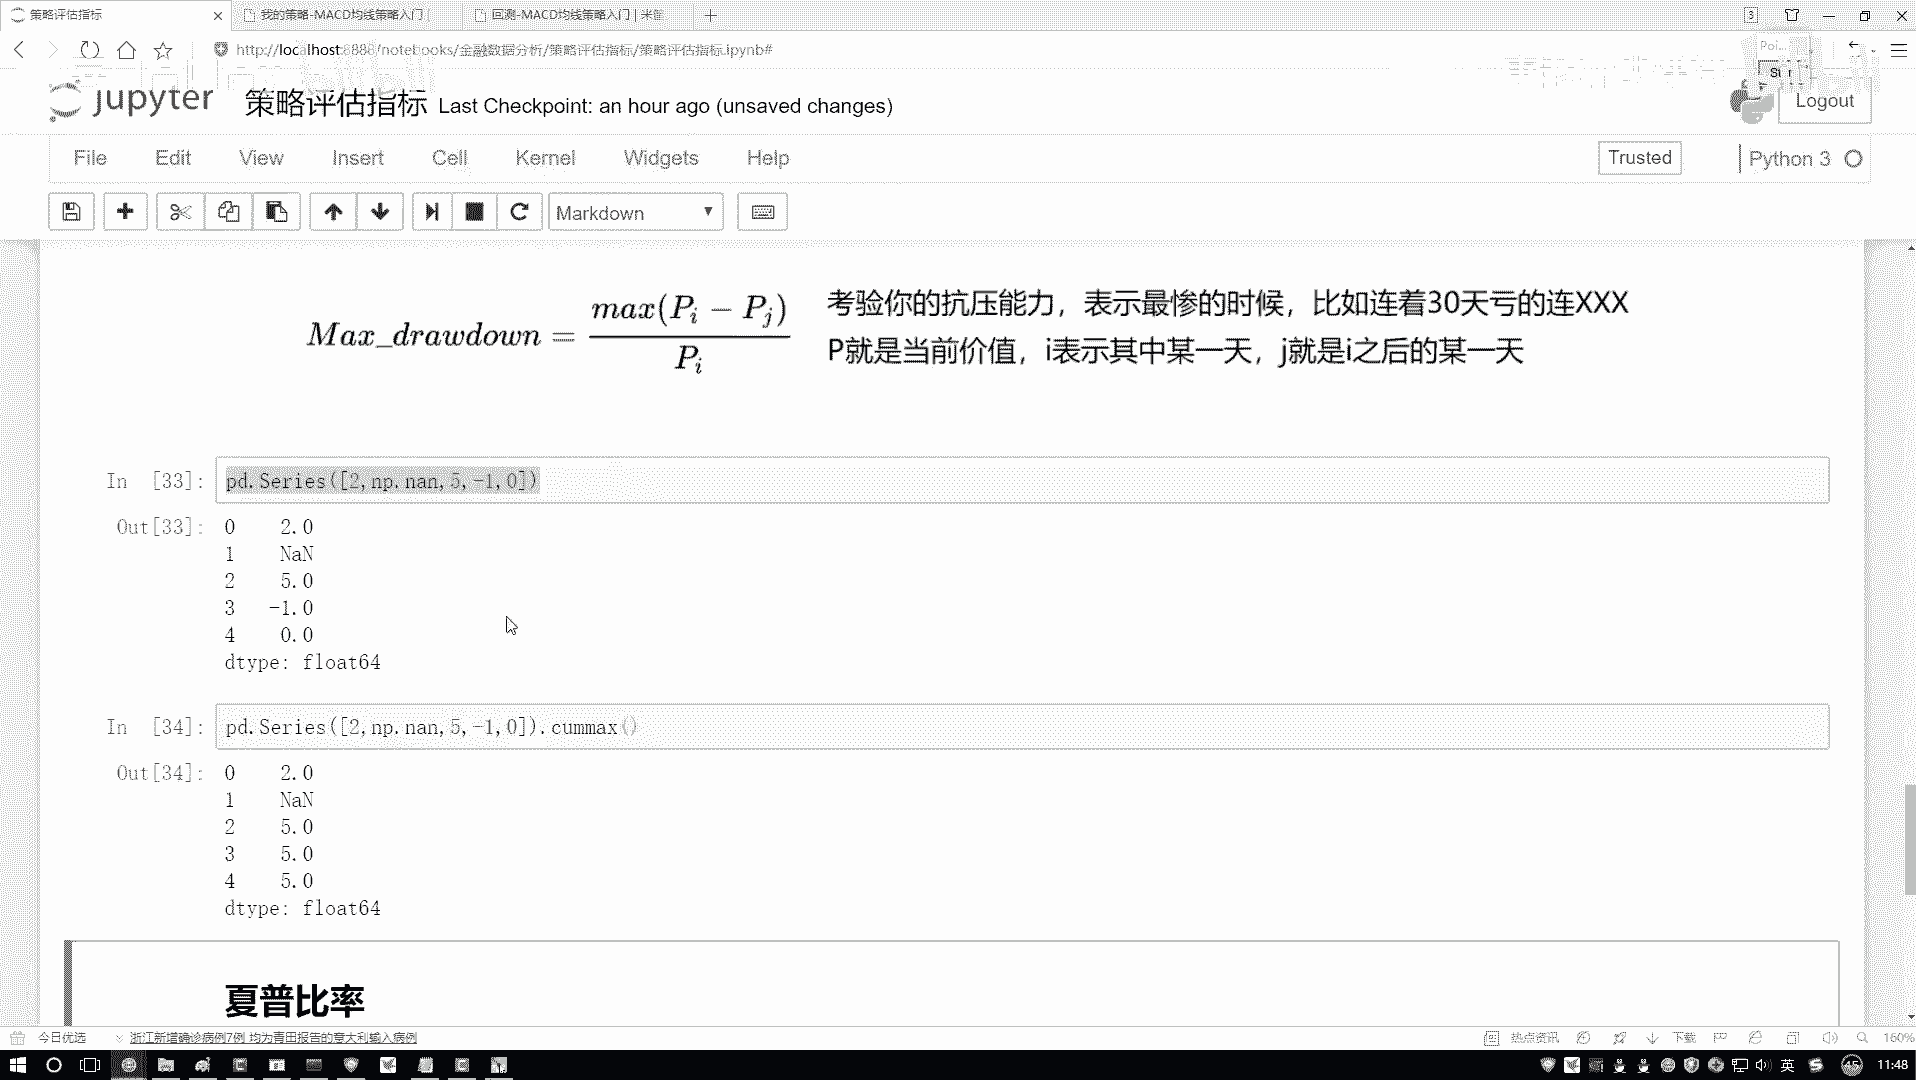 策略评估指标
我的策略-MACD均线策略入门
回测-MACD均线策略入门 | 米筐
3
http://localhost:8888/notebooks/金融数据分析/策略评估指标/策略评估指标.ipynb#
Poi...
jupyter 策略评估指标 Last Checkpoint: an hour ago (unsaved changes)
Logout
File Edit View Insert Cell Kernel Widgets Help
Trusted Python 3
Markdown
Max_drawdown = max(P_i − P_j) / P_i
考验你的抗压能力，表示最惨的时候，比如连着30天亏的连XXX
P就是当前价值，i表示其中某一天，j就是i之后的某一天
In [33]: pd.Series([2,np.nan,5,-1,0])
Out[33]: 0 2.0
1 NaN
2 5.0
3 -1.0
4 0.0
dtype: float64
In [34]: pd.Series([2,np.nan,5,-1,0]).cummax()
Out[34]: 0 2.0
1 NaN
2 5.0
3 5.0
4 5.0
dtype: float64
夏普比率
今日优选
浙江新增确诊病例7例 均为青田报告的意大利输入病例
热点资讯
下载
160%
英
45
11:48